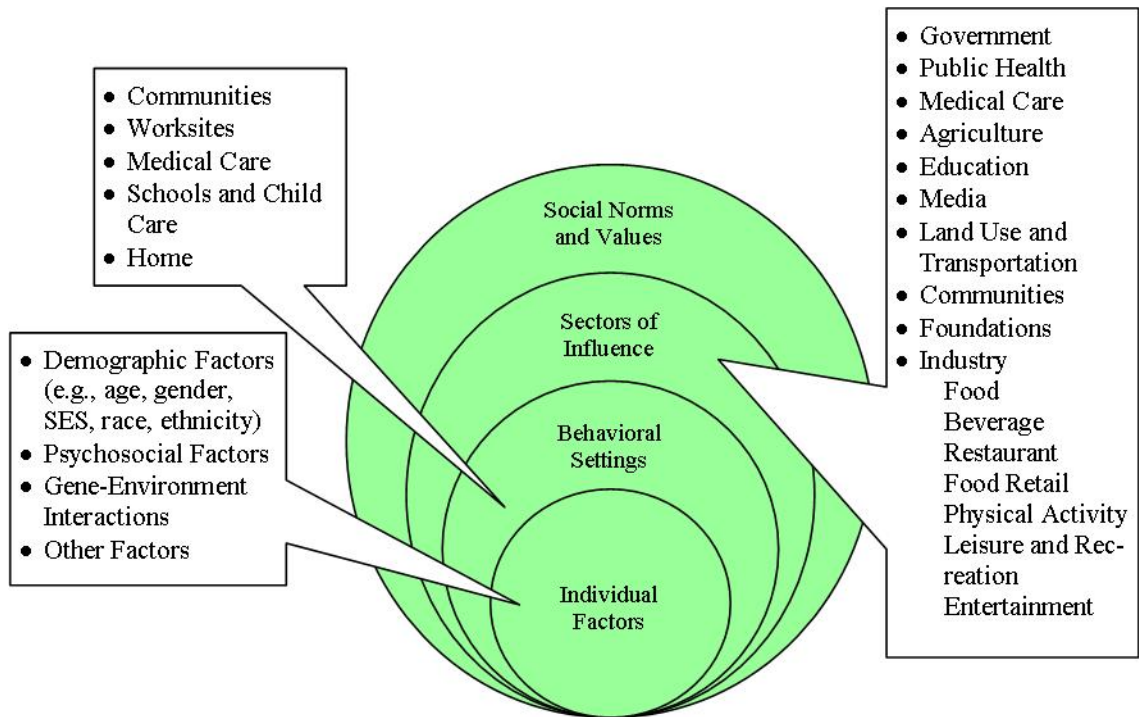 • Communities
• Worksites
• Medical Care
• Schools and Child
Care
• Home
• Demographic Factors
(e.g., age, gender,
SES, race, ethnicity)
• Psychosocial Factors
• Gene-Environment
Interactions
• Other Factors
Social Norms
and Values
Sectors of
Influence
Behavioral
Settings
Individual
Factors
• Government
• Public Health
• Medical Care
• Agriculture
• Education
• Media
• Land Use and
Transportation
• Communities
• Foundations
• Industry
Food
Beverage
Restaurant
Food Retail
Physical Activity
Leisure and Rec-
reation
Entertainment